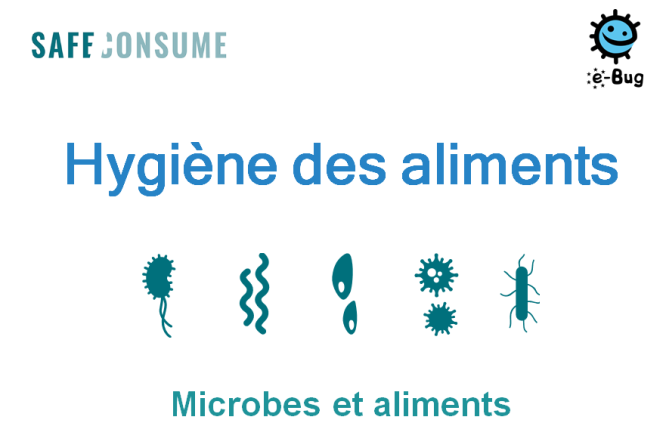 SAFE CONSUME
e-Bug
Hygiène des aliments
Microbes et aliments